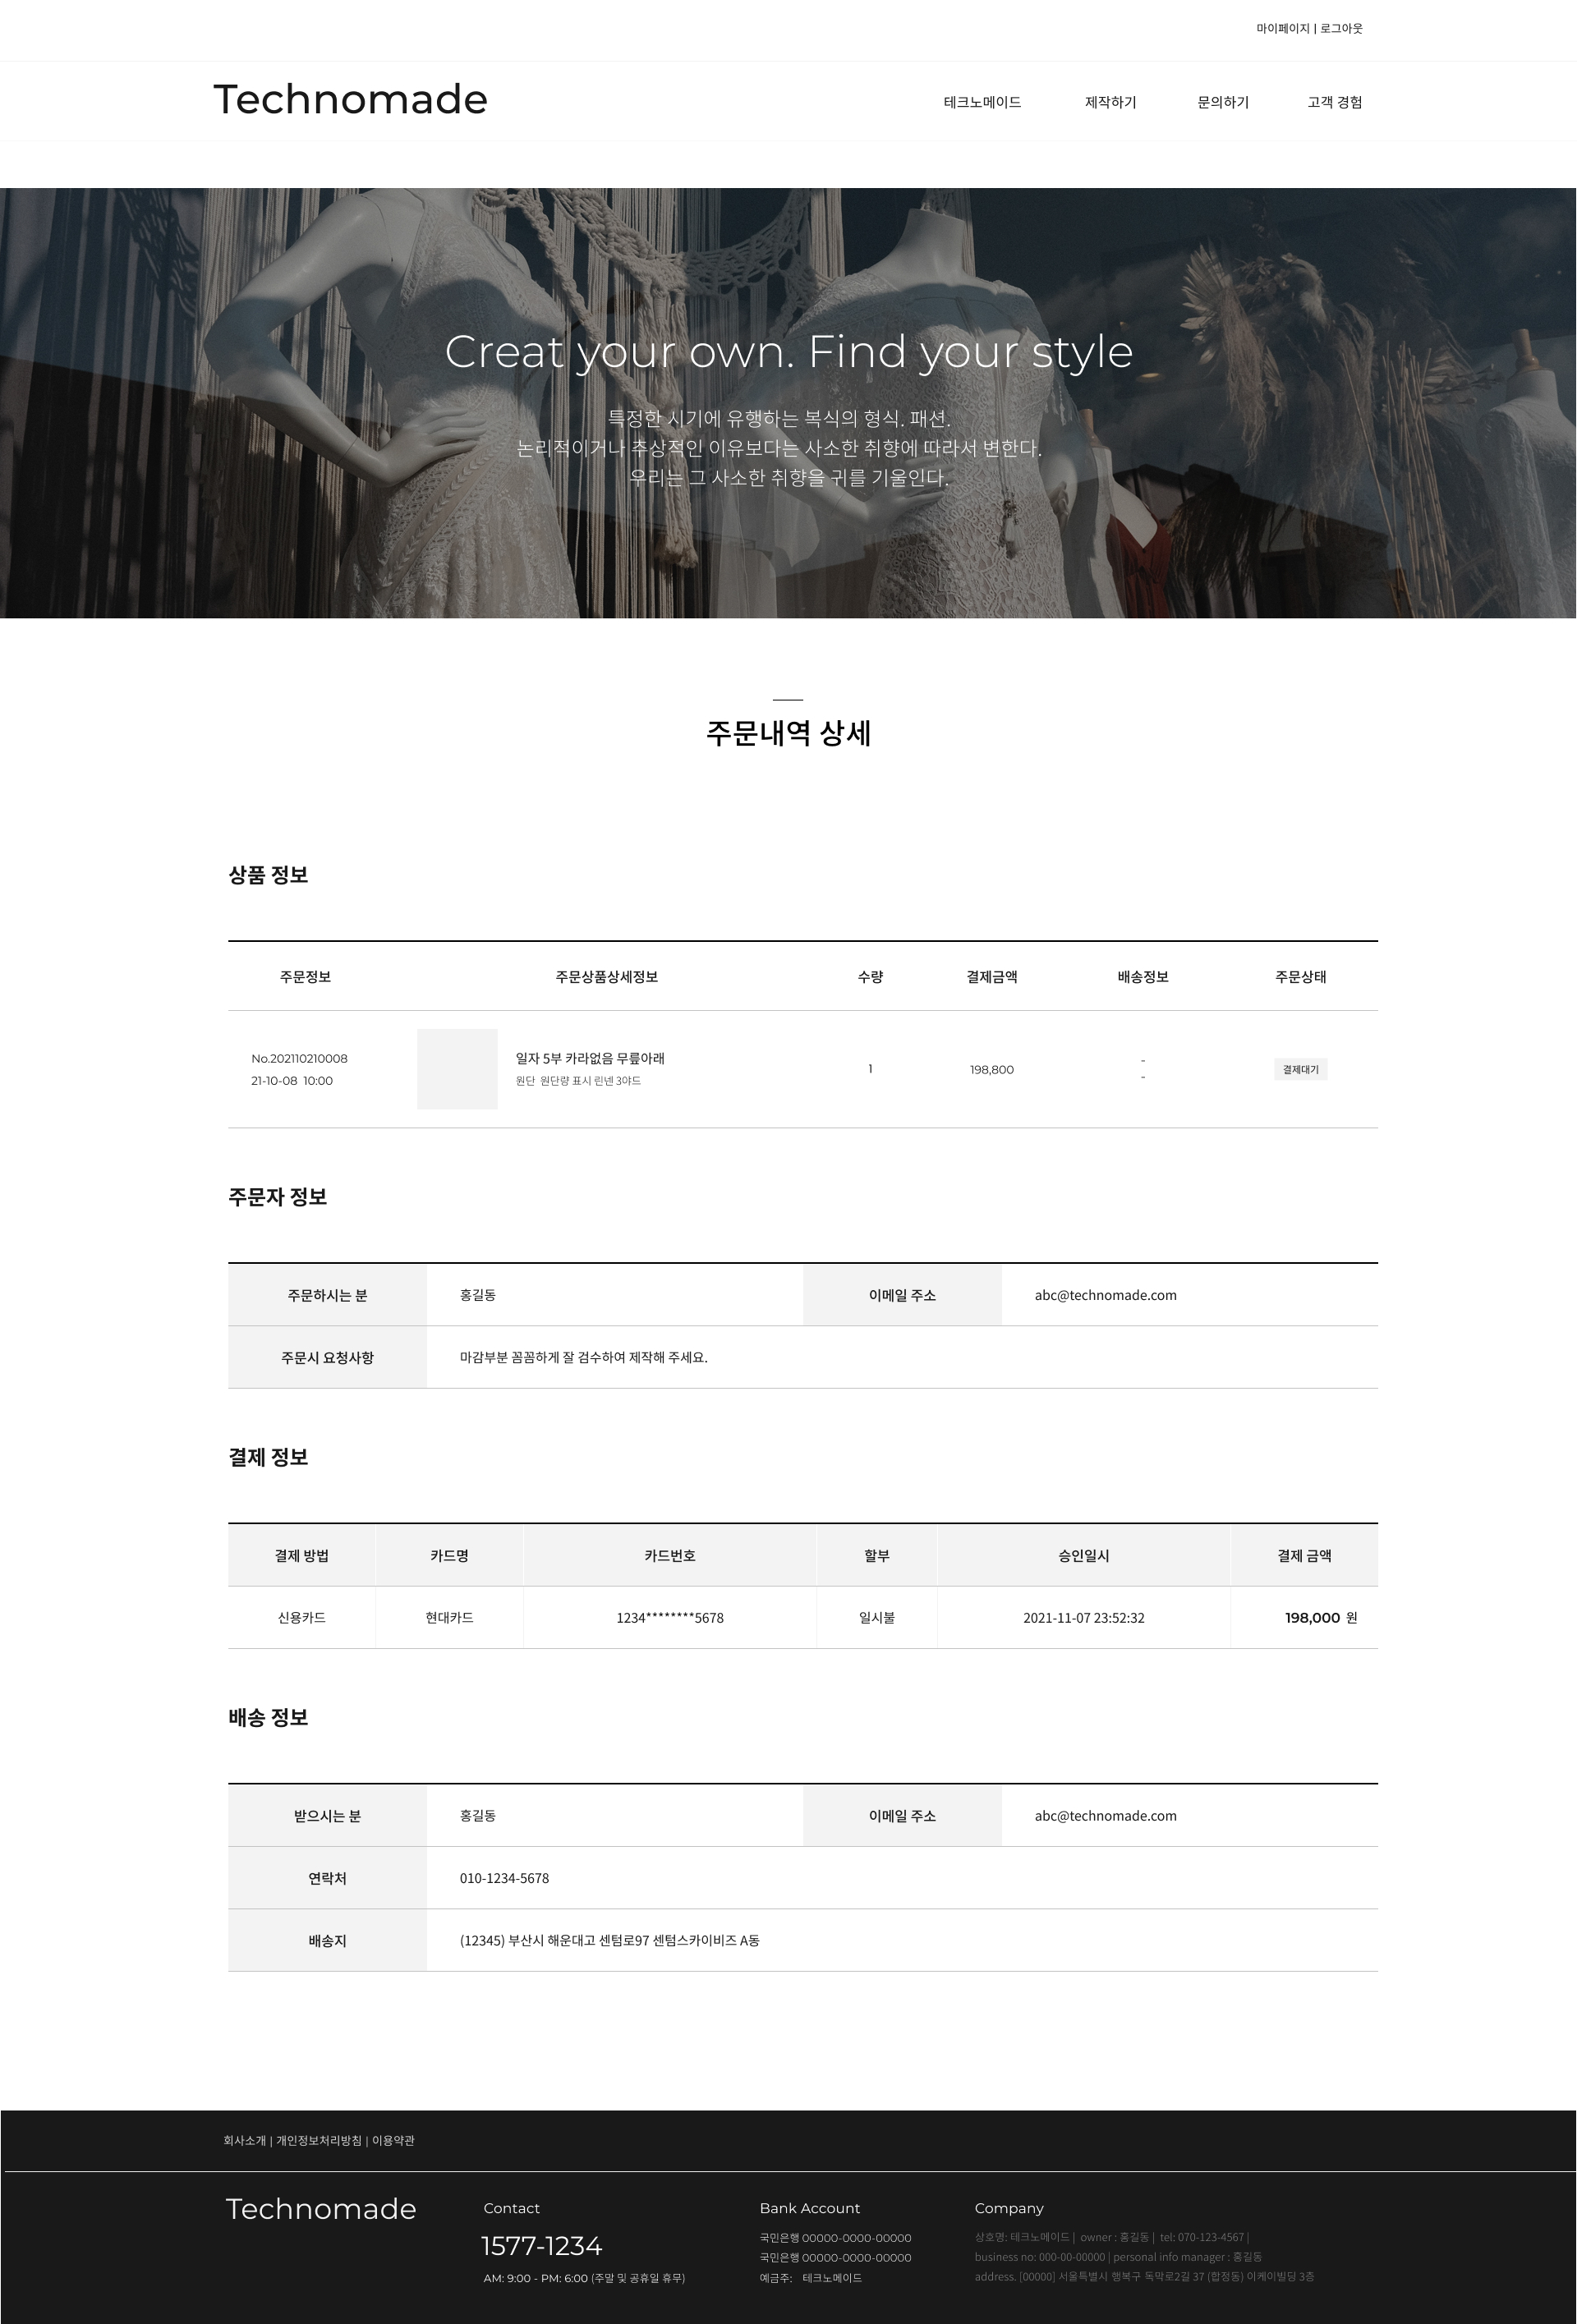 마이페이지 | 로그아웃
Technomade
테크노메이드 제작하기 문의하기 고객 경험
Creat your own. Find your style
특정한 시기에 유행하는 복식의 형식. 패션.
논리적이거나 추상적인 이유보다는 사소한 취향에 따라서 변한다.
우리는 그 사소한 취향을 귀를 기울인다.
주문내역 상세
상품 정보
주문정보 주문상품상세정보 수량 결제금액 배송정보 주문상태
No.202110210008
21-10-08 10:00
일자 5부 카라없음 무릎아래
원단 원단량 표시 린넨 3야드
1
198,800
-
-
결제대기
주문자 정보
주문하시는 분 홍길동 이메일 주소 abc@technomade.com
주문시 요청사항 마감부분 꼼꼼하게 잘 검수하여 제작해 주세요.
결제 정보
결제 방법 카드명 카드번호 할부 승인일시 결제 금액
신용카드 현대카드 1234********5678 일시불 2021-11-07 23:52:32 198,000 원
배송 정보
받으시는 분 홍길동 이메일 주소 abc@technomade.com
연락처 010-1234-5678
배송지 (12345) 부산시 해운대고 센텀로97 센텀스카이비즈 A동
회사소개 | 개인정보처리방침 | 이용약관
Technomade
Contact
1577-1234
AM: 9:00 - PM: 6:00 (주말 및 공휴일 휴무)
Bank Account
국민은행 00000-0000-00000
국민은행 00000-0000-00000
예금주: 테크노메이드
Company
상호명: 테크노메이드 | owner : 홍길동 | tel: 070-123-4567 |
business no: 000-00-00000 | personal info manager : 홍길동
address. [00000] 서울특별시 행복구 독막로2길 37 (합정동) 이케이빌딩 3층